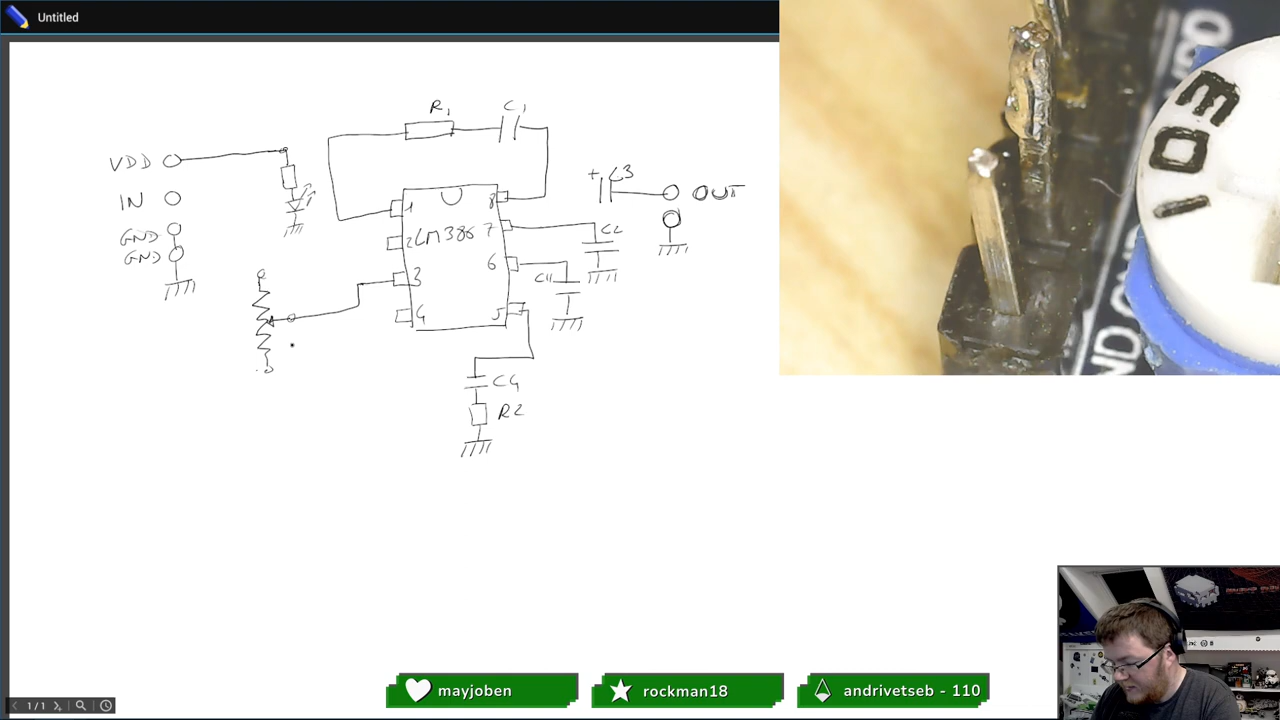 Untitled
R1
C1
VDD
IN
GND
GND
1
2
3
4
LM386
8
7
6
5
+
C3
OUT
C2
C4
R2
103
GND
1/1
mayjoben
rockman18
andrivetseb - 110